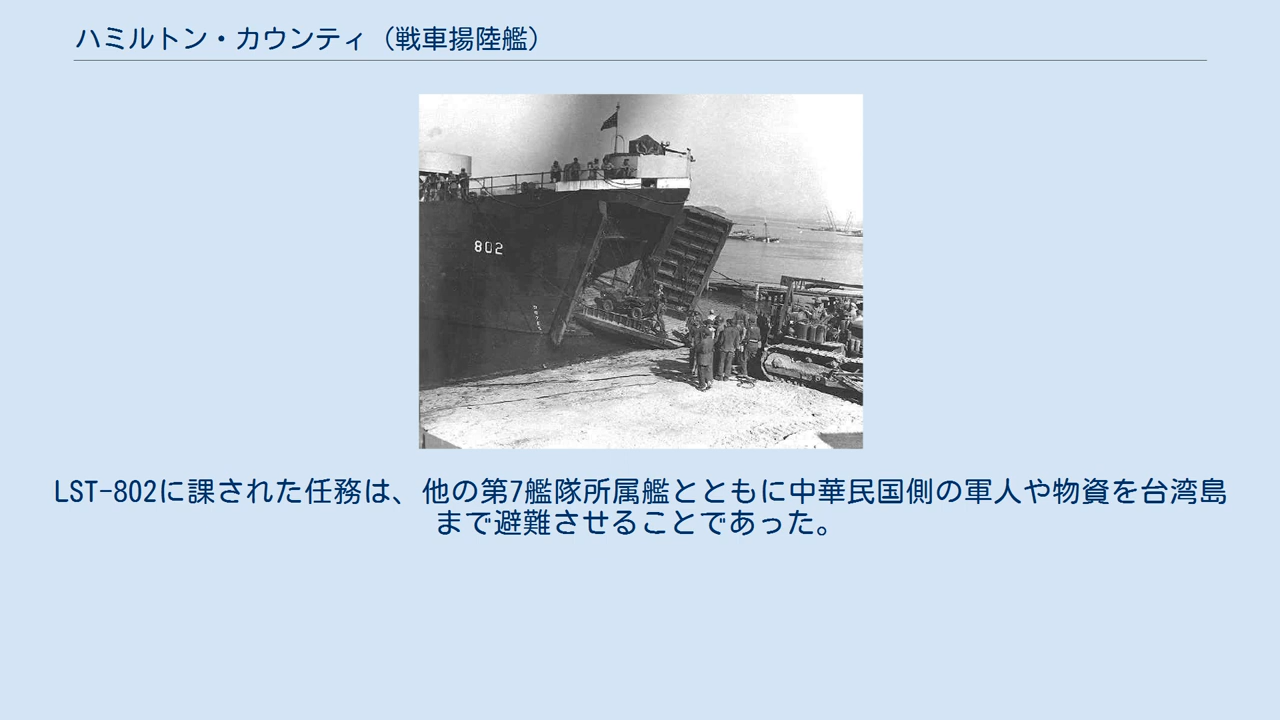 ハミルトン・カウンティ（戦車揚陸艦）
802
LST-802に課された任務は、他の第7艦隊所属艦とともに中華民国側の軍人や物資を台湾島
まで避難させることであった。